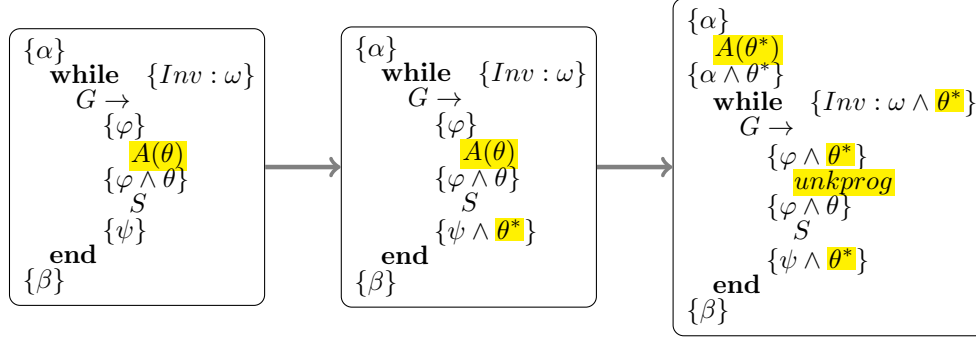 {α}
while {Inv : ω}
G →
{φ}
A(θ)
{φ ∧ θ}
S
{ψ}
end
{β}
{α}
while {Inv : ω}
G →
{φ}
A(θ)
{φ ∧ θ}
S
{ψ ∧ θ*}
end
{β}
{α}
A(θ*)
{α ∧ θ*}
while {Inv : ω ∧ θ*}
G →
{φ ∧ θ*}
unkprog
{φ ∧ θ}
S
{ψ ∧ θ*}
end
{β}